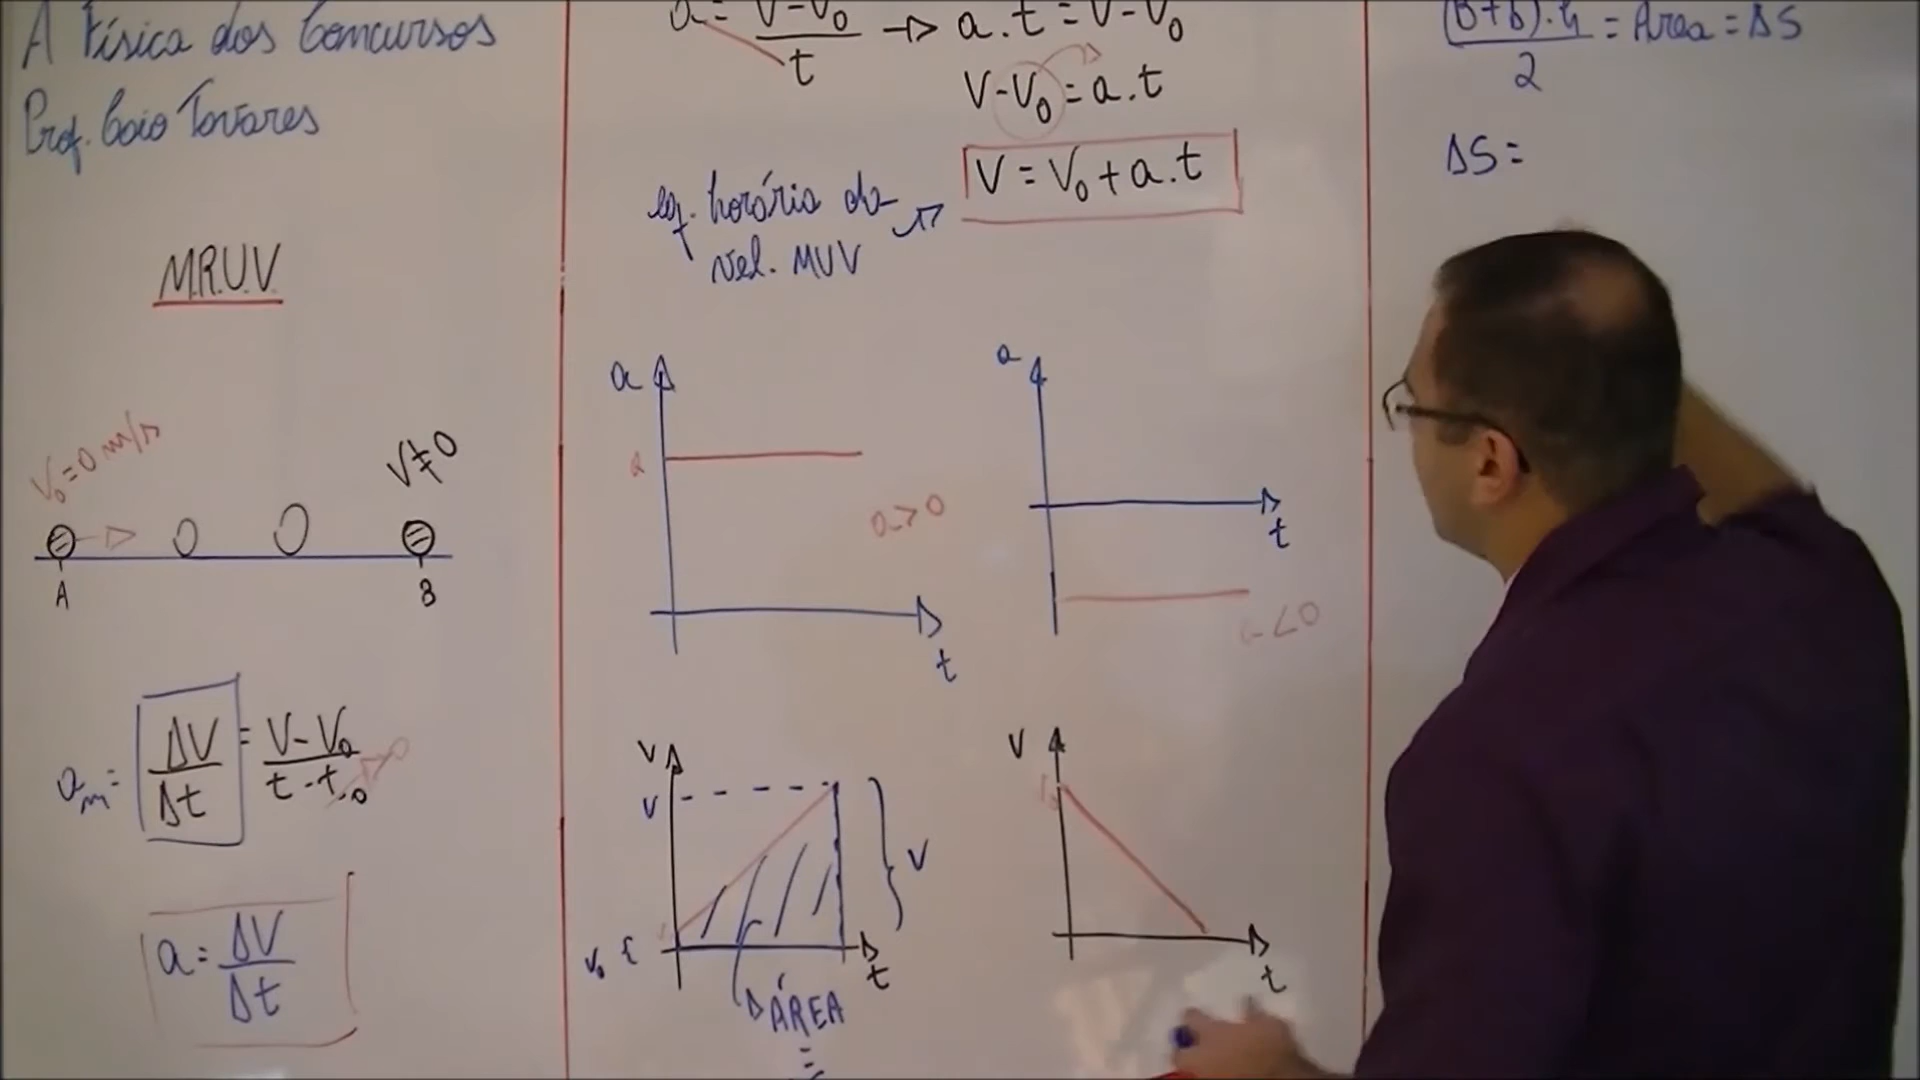 A Física dos Concursos
Prof. Caio Tavares
M.R.U.V.
V₀ = 0 m/s
V ≠ 0
A
B
aₘ = ΔV/Δt = (V - V₀)/(t - t₀) → 0
a = ΔV/Δt
a = (V - V₀)/t → a.t = V - V₀
V - V₀ = a.t
V = V₀ + a.t
eq. horária da
vel. MUV
a
a
a > 0
t
a
t
< 0
V
V
V₀ {
} V
t
ÁREA
=
V
t
(B+b).h/2 = Área = ΔS
ΔS =